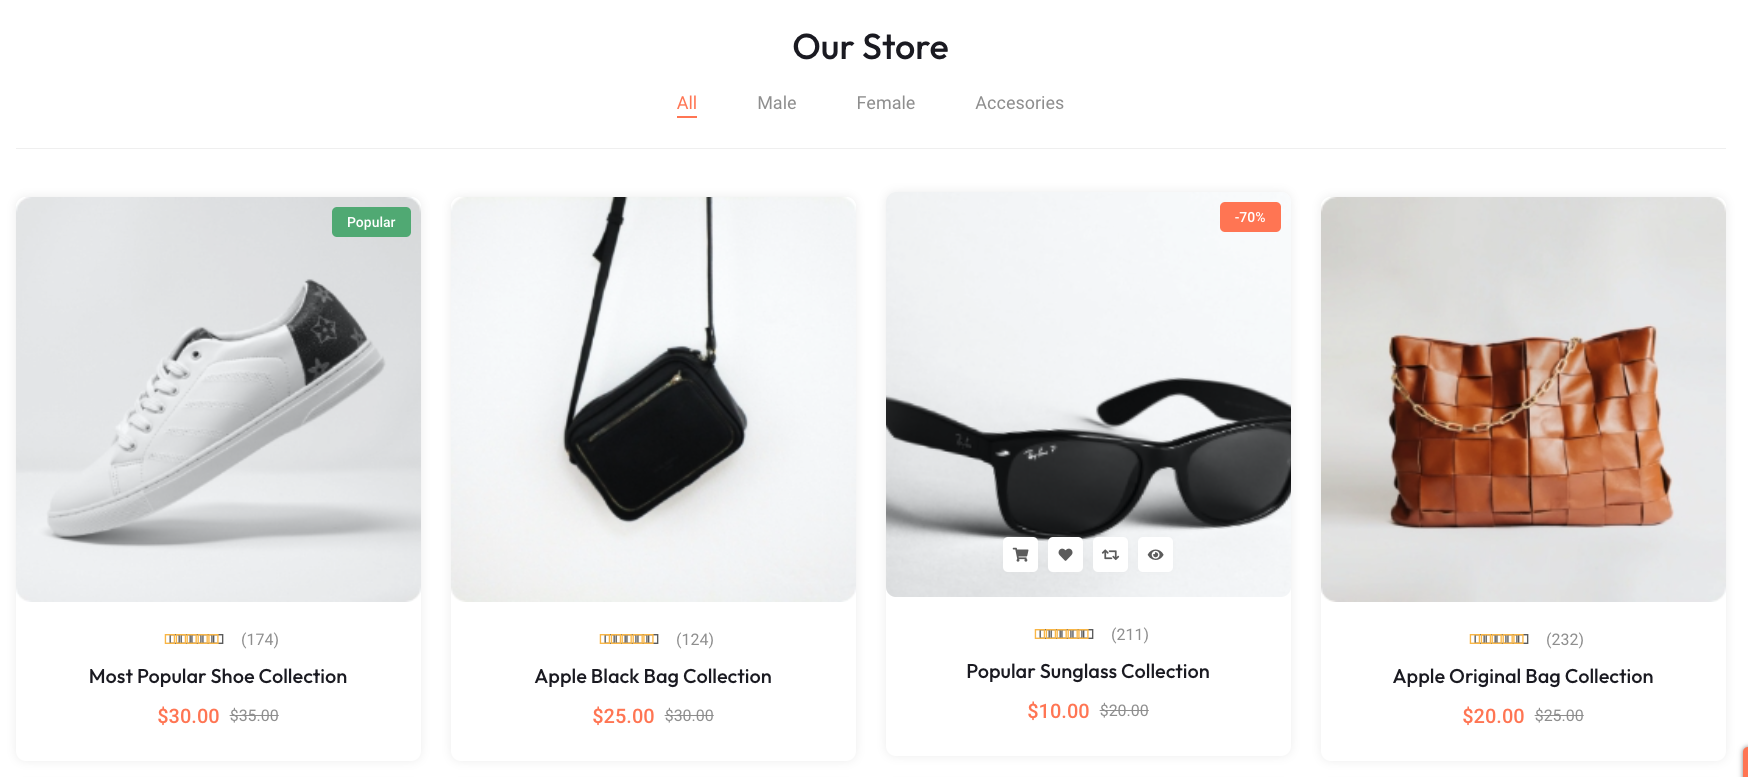 Our Store
All Male Female Accesories
Popular
-70%
Ray-Ban P
(174)
Most Popular Shoe Collection
$30.00 $35.00
(124)
Apple Black Bag Collection
$25.00 $30.00
(211)
Popular Sunglass Collection
$10.00 $20.00
(232)
Apple Original Bag Collection
$20.00 $25.00